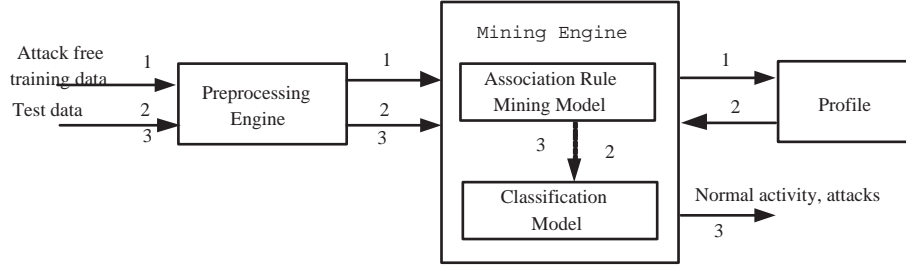 Attack free
training data
1
Test data
2
3
Preprocessing
Engine
1
2
3
Mining Engine
Association Rule
Mining Model
3
2
Classification
Model
1
2
Profile
Normal activity, attacks
3